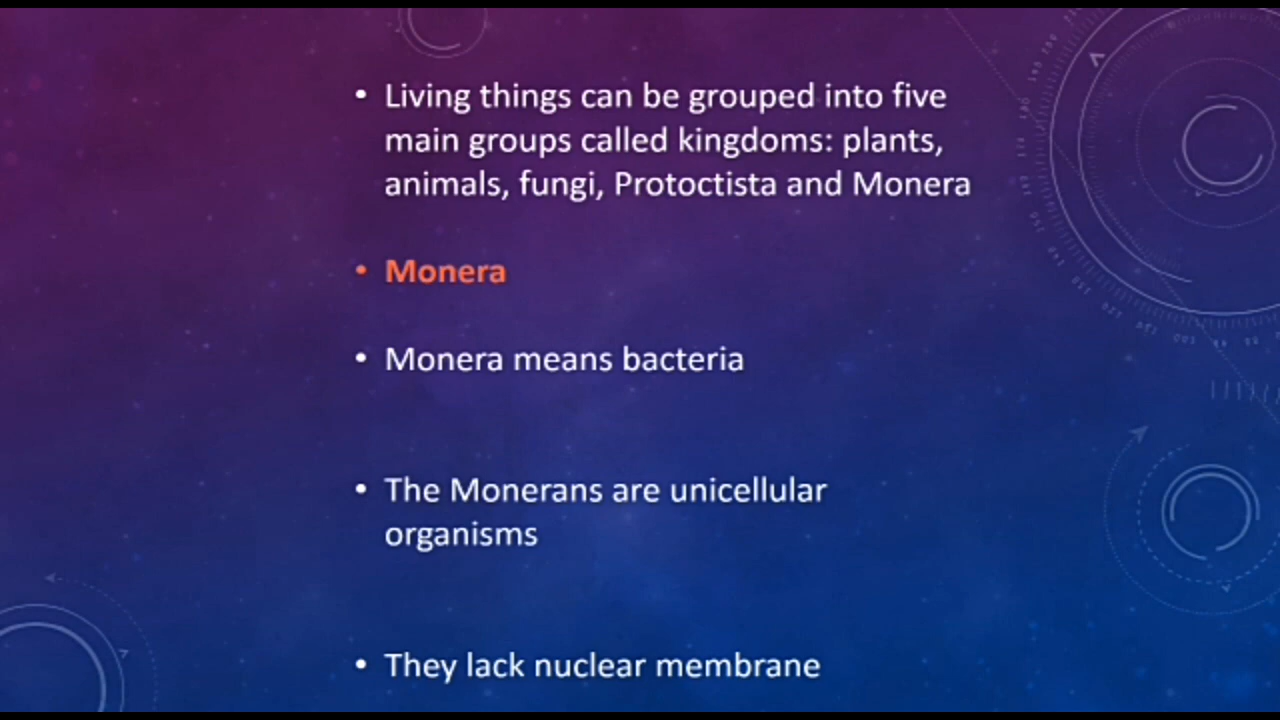 • Living things can be grouped into five
main groups called kingdoms: plants,
animals, fungi, Protoctista and Monera
• Monera
• Monera means bacteria
• The Monerans are unicellular
organisms
• They lack nuclear membrane